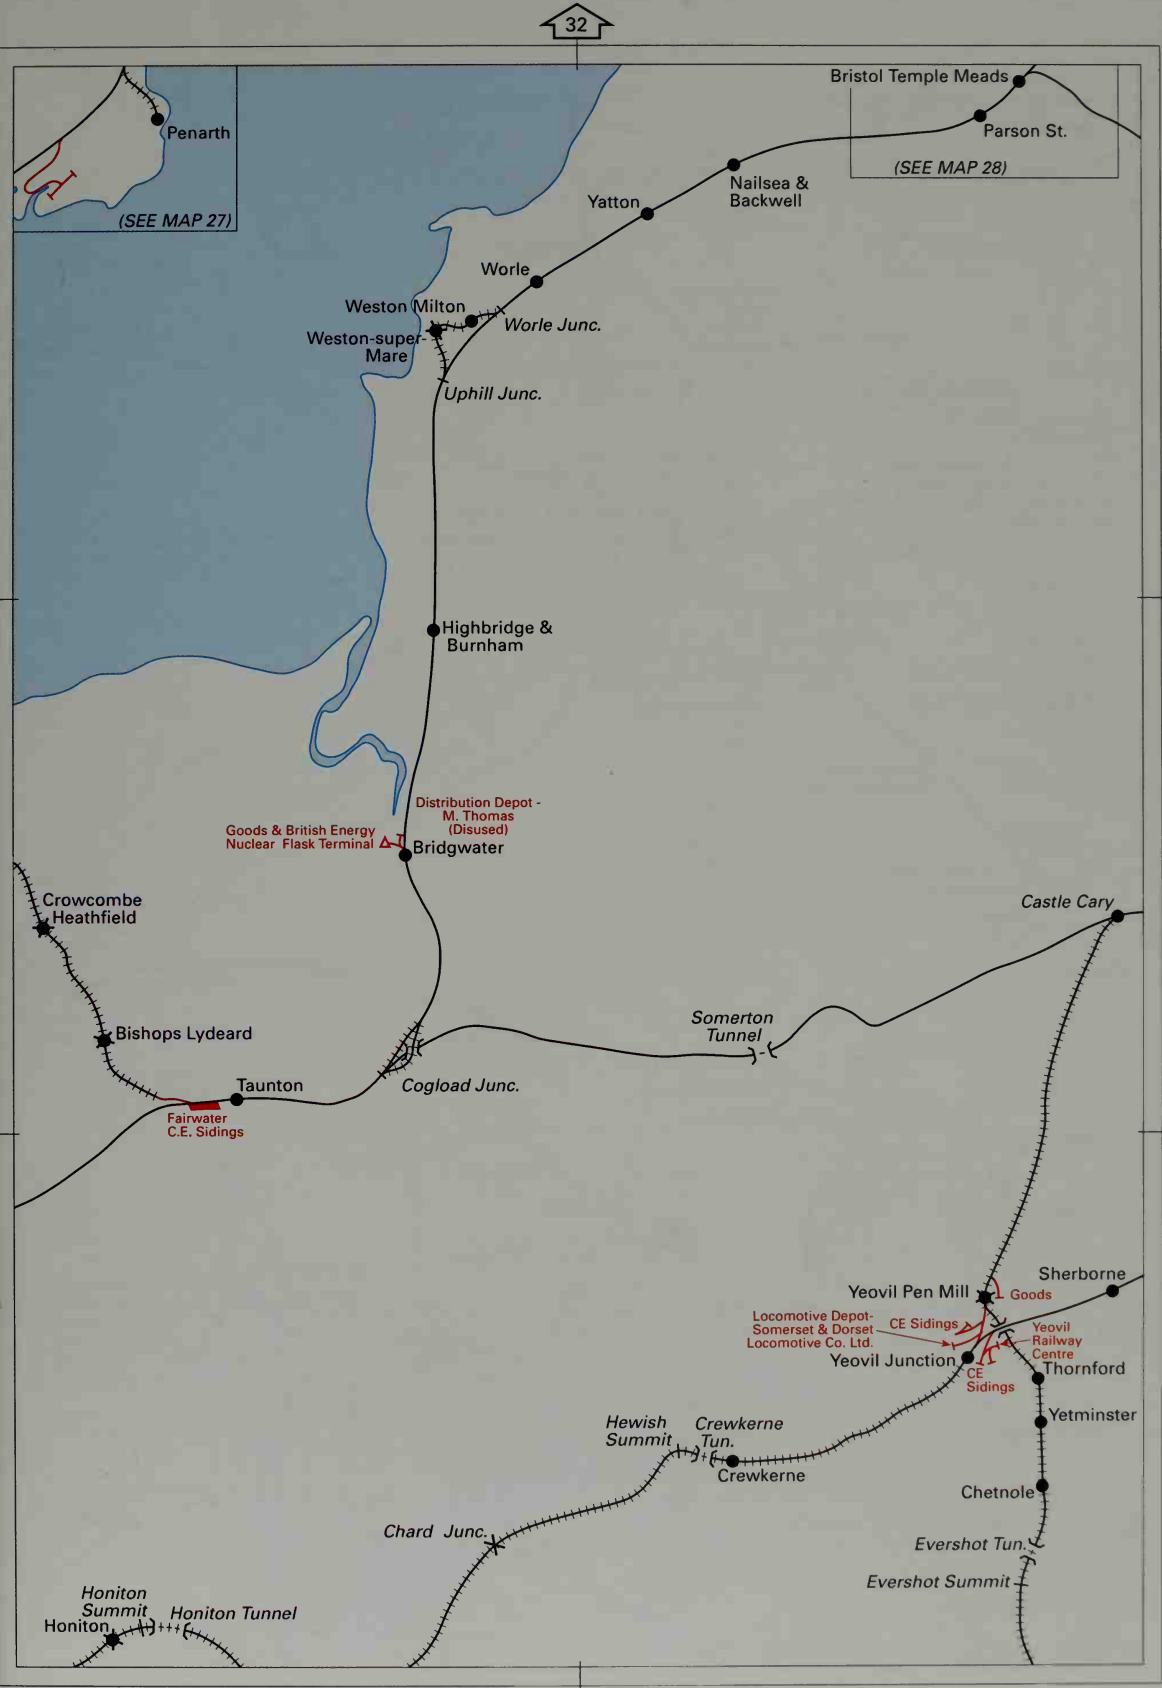 32
Bristol Temple Meads
Parson St.
(SEE MAP 28)
Penarth
(SEE MAP 27)
Nailsea &
Backwell
Yatton
Worle
Weston Milton
Worle Junc.
Weston-super-
Mare
Uphill Junc.
Highbridge &
Burnham
Distribution Depot -
M. Thomas
(Disused)
Goods & British Energy
Nuclear Flask Terminal
Bridgwater
Crowcombe
Heathfield
Castle Cary
Bishops Lydeard
Somerton
Tunnel
Taunton
Cogload Junc.
Fairwater
C.E. Sidings
Sherborne
Yeovil Pen Mill
Goods
Locomotive Depot-
Somerset & Dorset
Locomotive Co. Ltd.
CE Sidings
Yeovil
Railway
Centre
Yeovil Junction
CE
Sidings
Thornford
Yetminster
Hewish
Summit
Crewkerne
Tun.
Crewkerne
Chetnole
Chard Junc.
Evershot Tun.
Evershot Summit
Honiton
Summit
Honiton Tunnel
Honiton